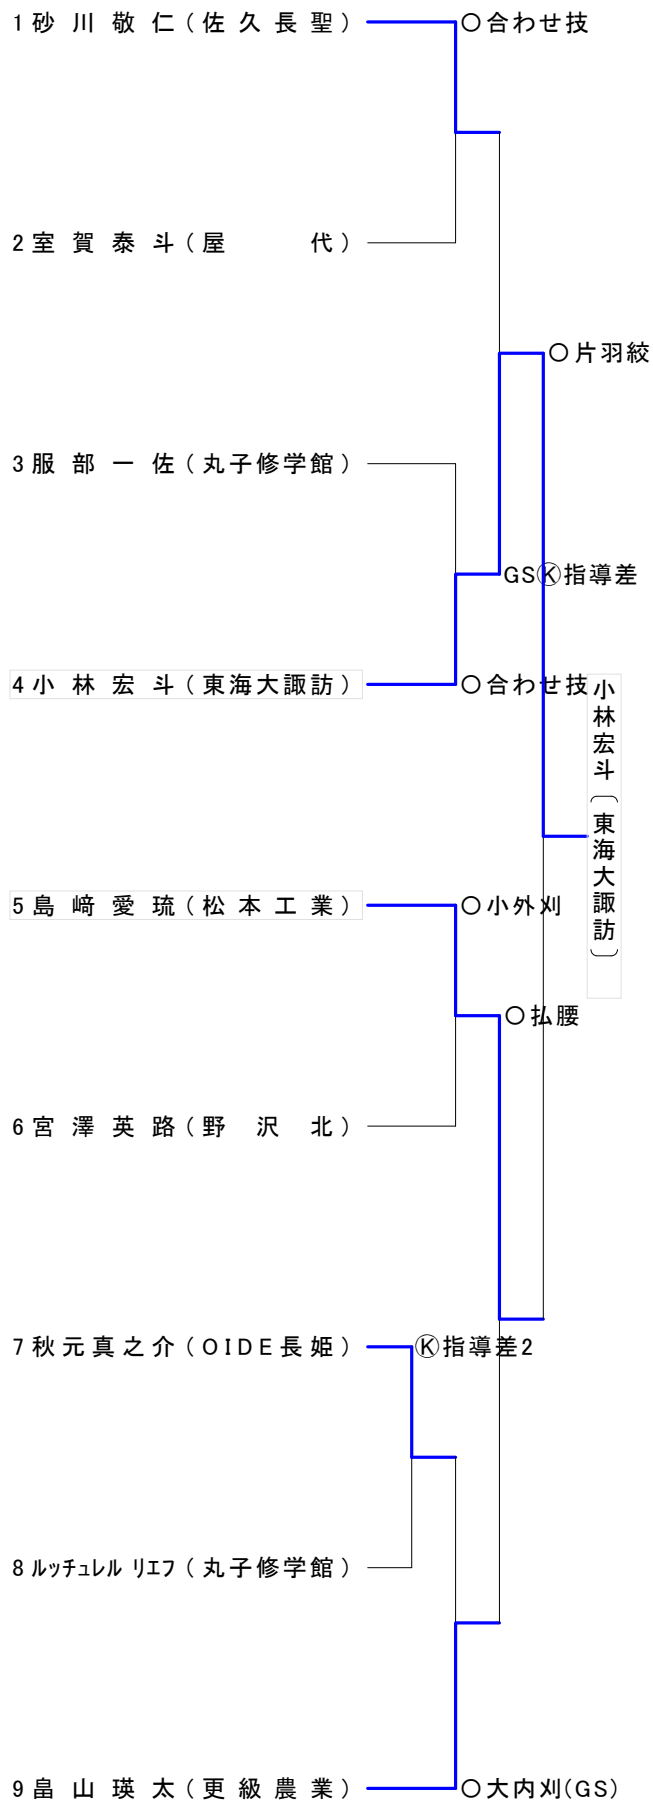 1 砂川敬仁(佐久長聖) ○合わせ技
2 室賀泰斗(屋代)
○片羽絞
3 服部一佐(丸子修学館)
GSⓀ指導差
4 小林宏斗(東海大諏訪) ○合わせ技
小林宏斗(東海大諏訪)
5 島﨑愛琉(松本工業) ○小外刈
○払腰
6 宮澤英路(野沢北)
7 秋元真之介(OIDE長姫) Ⓚ指導差2
8 ルッチュレル リエフ(丸子修学館)
9 畠山瑛太(更級農業) ○大内刈(GS)